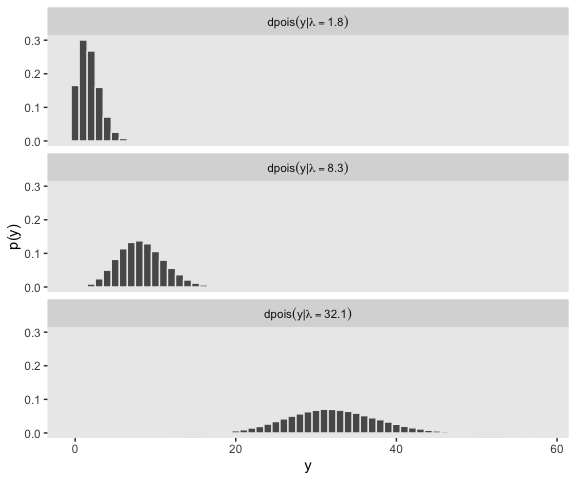 dpois(y|λ = 1.8)
0.3
0.2
0.1
0.0
dpois(y|λ = 8.3)
0.3
0.2
0.1
0.0
p(y)
dpois(y|λ = 32.1)
0.3
0.2
0.1
0.0
0 20 40 60
y